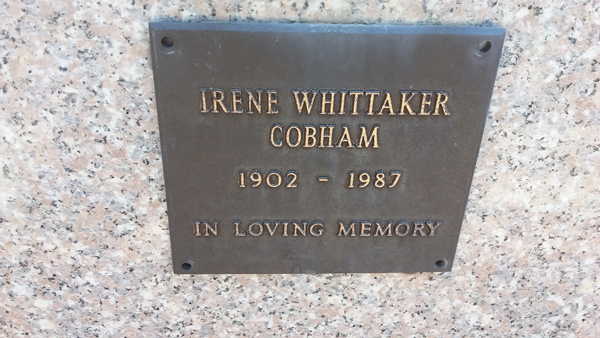 IRENE WHITTAKER
COBHAM
1902 - 1987
IN LOVING MEMORY